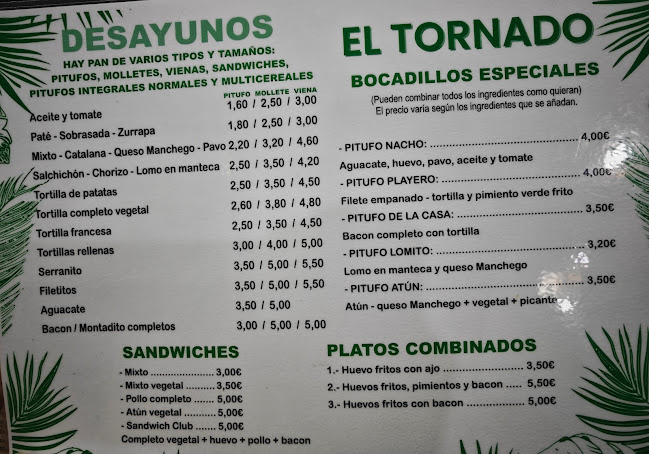 DESAYUNOS
HAY PAN DE VARIOS TIPOS Y TAMAÑOS:
PITUFOS, MOLLETES, VIENAS, SANDWICHES,
PITUFOS INTEGRALES NORMALES Y MULTICEREALES
PITUFO MOLLETE VIENA
Aceite y tomate 1,60 / 2,50 / 3,00
Paté - Sobrasada - Zurrapa 1,80 / 2,50 / 3,00
Mixto - Catalana - Queso Manchego - Pavo 2,20 / 3,20 / 4,60
Salchichón - Chorizo - Lomo en manteca 2,50 / 3,50 / 4,20
Tortilla de patatas 2,50 / 3,50 / 4,50
Tortilla completo vegetal 2,60 / 3,80 / 4,80
Tortilla francesa 2,50 / 3,50 / 4,50
Tortillas rellenas 3,00 / 4,00 / 5,00
Serranito 3,50 / 5,00 / 5,50
Filetitos 3,50 / 5,00 / 5,50
Aguacate 3,50 / 5,00
Bacon / Montadito completos 3,00 / 5,00 / 5,00
SANDWICHES
- Mixto ..................... 3,00€
- Mixto vegetal .......... 3,50€
- Pollo completo ....... 5,00€
- Atún vegetal ........... 5,00€
- Sandwich Club ....... 5,00€
Completo vegetal + huevo + pollo + bacon
EL TORNADO
BOCADILLOS ESPECIALES
(Pueden combinar todos los ingredientes como quieran)
El precio varia según los ingredientes que se añadan.
- PITUFO NACHO: ............................................. 4,00€
Aguacate, huevo, pavo, aceite y tomate
- PITUFO PLAYERO: .......................................... 4,00€
Filete empanado - tortilla y pimiento verde frito
- PITUFO DE LA CASA: .................................... 3,50€
Bacon completo con tortilla
- PITUFO LOMITO: ............................................ 3,20€
Lomo en manteca y queso Manchego
- PITUFO ATÚN: ................................................ 3,50€
Atún - queso Manchego + vegetal + picante
PLATOS COMBINADOS
1.- Huevo fritos con ajo ......................... 3,50€
2.- Huevos fritos, pimientos y bacon ..... 5,50€
3.- Huevos fritos con bacon .................. 5,00€